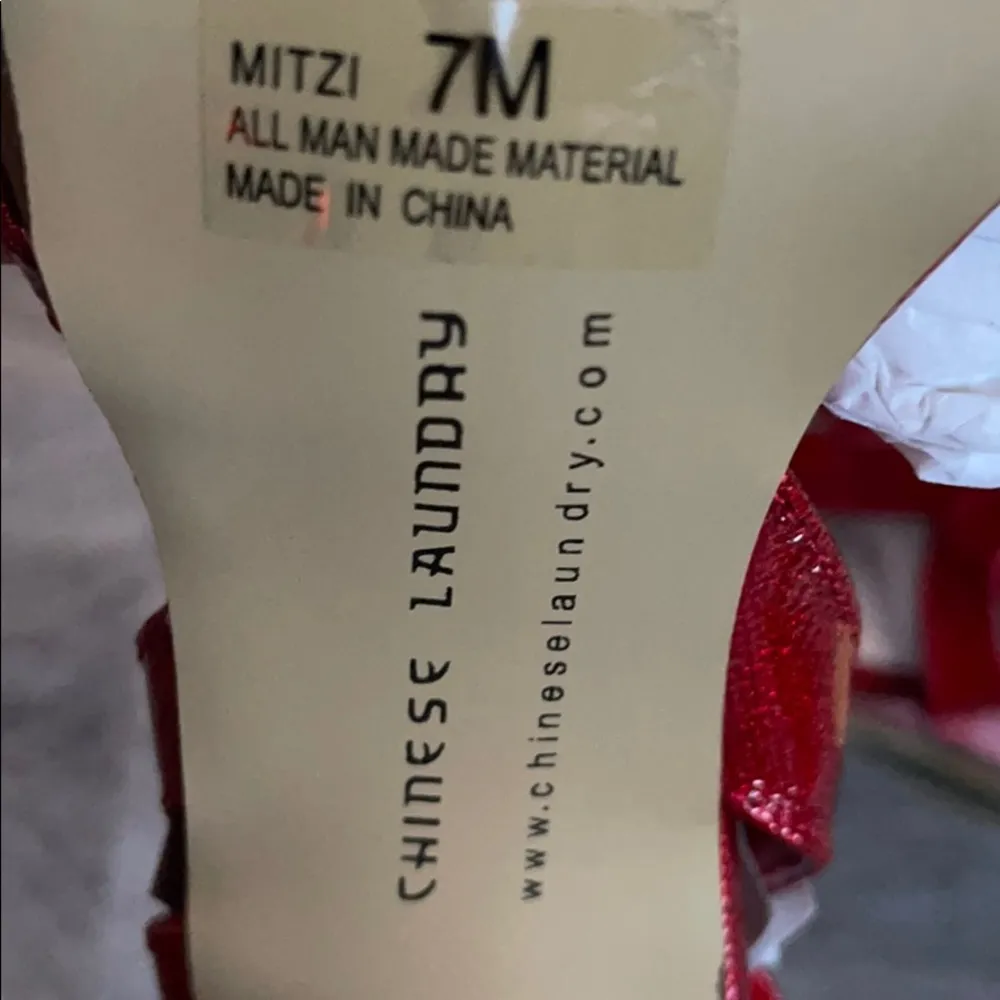 MITZI 7M
ALL MAN MADE MATERIAL
MADE IN CHINA
CHINESE LAUNDRY
www.chineselaundry.com